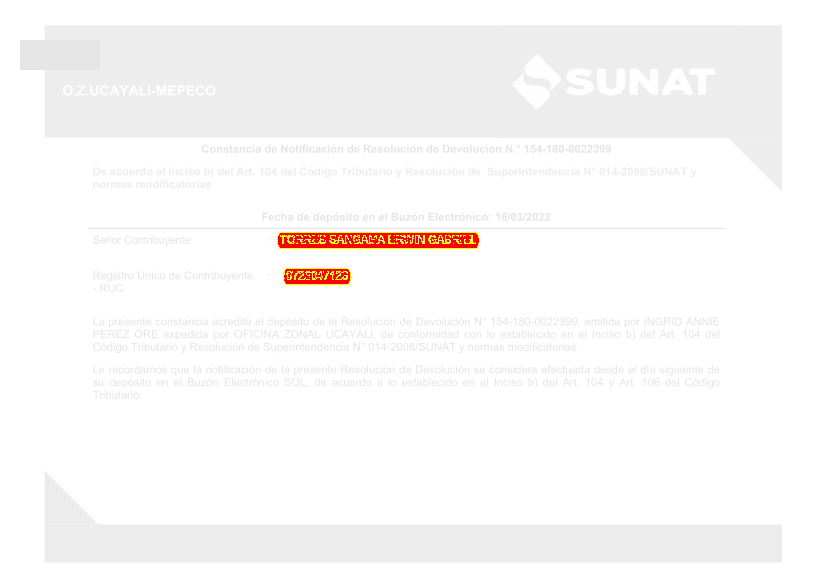 SUNAT
O.Z.UCAYALI-MEPECO
Constancia de Notificación de Resolución de Devolución N.° 154-180-0022399
De acuerdo al Inciso b) del Art. 104 del Código Tributario y Resolución de Superintendencia N° 014-2008/SUNAT y
normas modificatorias
Fecha de depósito en el Buzón Electrónico: 16/03/2022
Señor Contribuyente: TORRES SANGAMA ERWIN GABRIEL
Registro Único de Contribuyente :
- RUC
La presente constancia acredita el depósito de la Resolución de Devolución N° 154-180-0022399, emitida por INGRID ANNIE
PEREZ ORE expedida por OFICINA ZONAL UCAYALI, de conformidad con lo establecido en el Inciso b) del Art. 104 del
Código Tributario y Resolución de Superintendencia N° 014-2008/SUNAT y normas modificatorias.
Le recordamos que la notificación de la presente Resolución de Devolución se considera efectuada desde el día siguiente de
su depósito en el Buzón Electrónico SOL, de acuerdo a lo establecido en el Inciso b) del Art. 104 y Art. 106 del Código
Tributario.